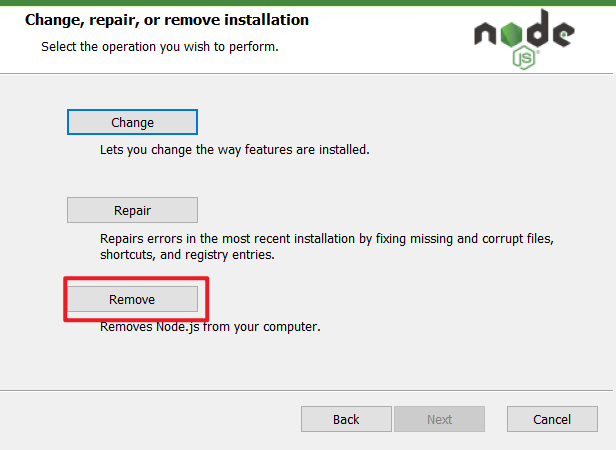 Change, repair, or remove installation
Select the operation you wish to perform.
node
JS
Change
Lets you change the way features are installed.
Repair
Repairs errors in the most recent installation by fixing missing and corrupt files,
shortcuts, and registry entries.
Remove
Removes Node.js from your computer.
Back
Next
Cancel